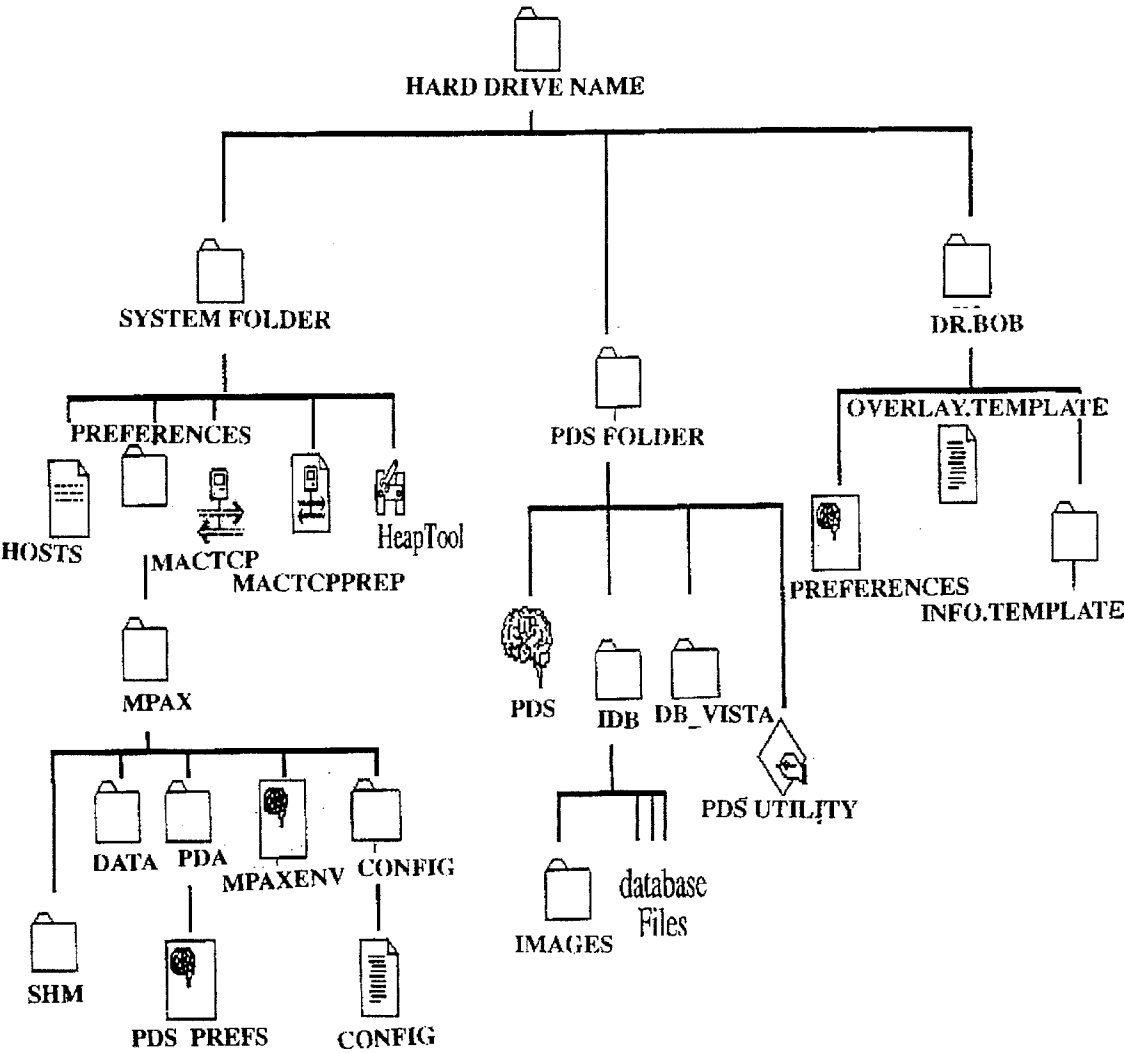 HARD DRIVE NAME
SYSTEM FOLDER
DR.BOB
PDS FOLDER
PREFERENCES
OVERLAY.TEMPLATE
HOSTS
MACTCP
MACTCPPREP
HeapTool
PREFERENCES
INFO.TEMPLATE
MPAX
PDS
IDB
DB_VISTA
PDS UTILITY
DATA
PDA
MPAXENV
CONFIG
database
Files
IMAGES
SHM
PDS PREFS
CONFIG